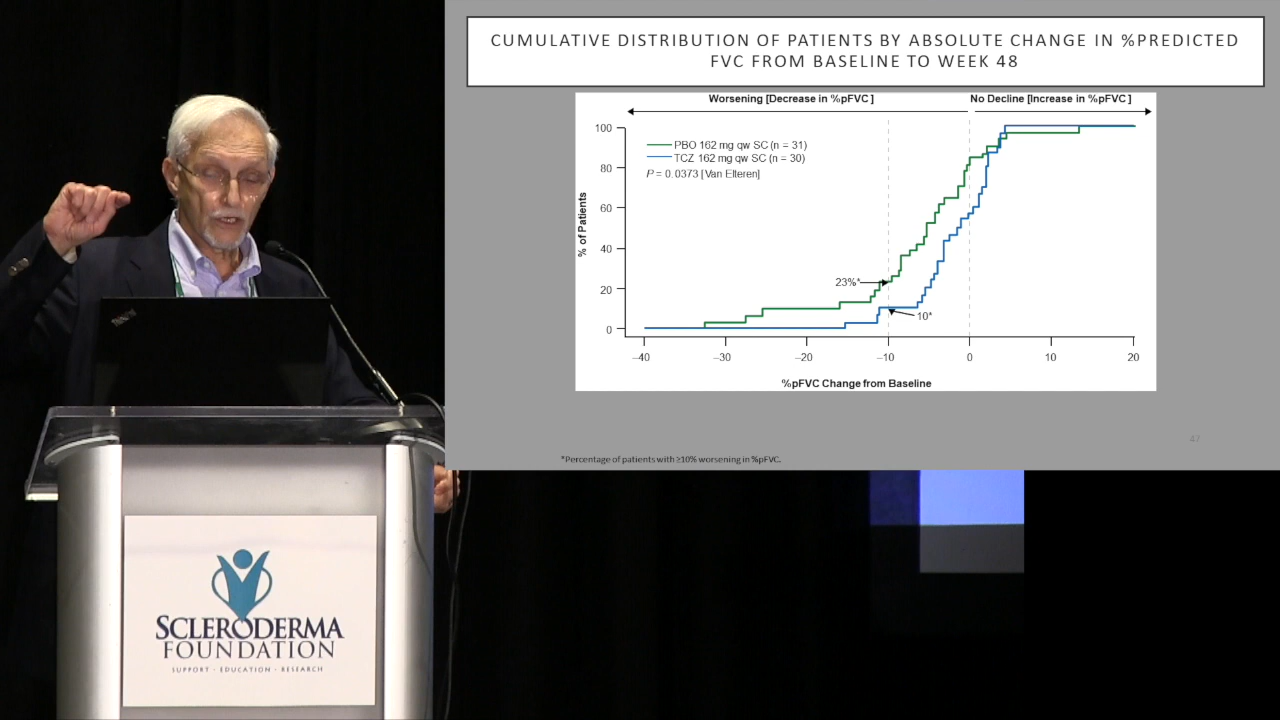 CUMULATIVE DISTRIBUTION OF PATIENTS BY ABSOLUTE CHANGE IN %PREDICTED
FVC FROM BASELINE TO WEEK 48
Worsening [Decrease in %pFVC ]
No Decline [Increase in %pFVC ]
PBO 162 mg qw SC (n = 31)
TCZ 162 mg qw SC (n = 30)
P = 0.0373 [Van Elteren]
% of Patients
100
80
60
40
20
0
23%*
10*
–40 –30 –20 –10 0 10 20
%pFVC Change from Baseline
47
*Percentage of patients with ≥10% worsening in %pFVC.
SCLERODERMA
FOUNDATION
SUPPORT · EDUCATION · RESEARCH